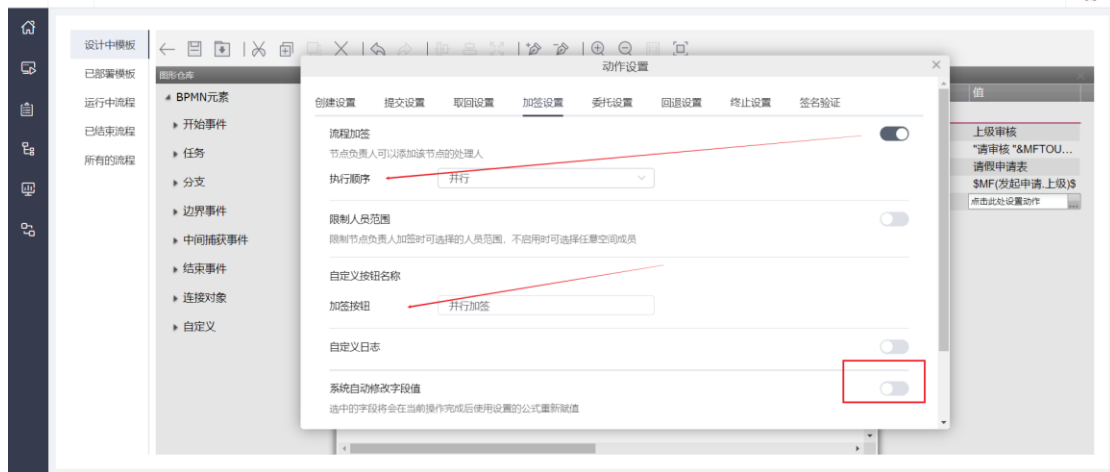 设计中模板
已部署模板
运行中流程
已结束流程
所有的流程
图形仓库
BPMN元素
开始事件
任务
分支
边界事件
中间捕获事件
结束事件
连接对象
自定义
动作设置
创建设置 提交设置 取回设置 加签设置 委托设置 回退设置 终止设置 签名验证
流程加签
节点负责人可以添加该节点的处理人
执行顺序 并行
限制人员范围
限制节点负责人加签时可选择的人员范围，不启用时可选择任意空间成员
自定义按钮名称
加签按钮 并行加签
自定义日志
系统自动修改字段值
选中的字段将会在当前操作完成后使用设置的公式重新赋值
值
上级审核
"请审核 "&MFTOU...
请假申请表
$MF(发起申请.上级)$
点击此处设置动作 ...